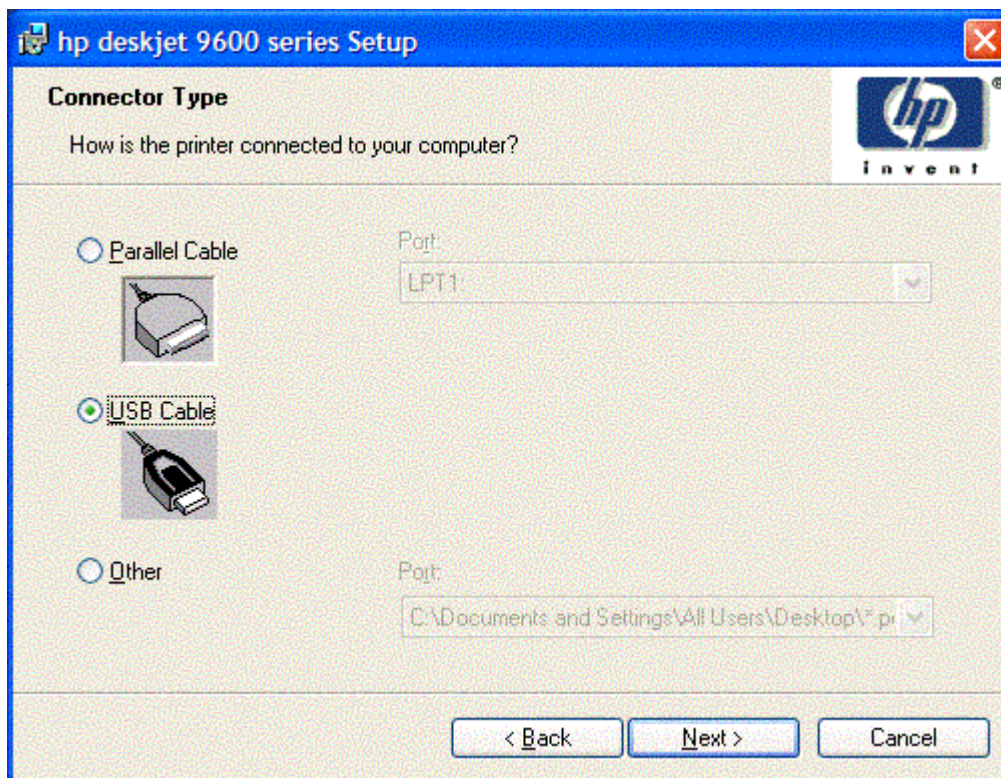 hp deskjet 9600 series Setup
Connector Type
How is the printer connected to your computer?
hp ®
invent
Parallel Cable
Port:
LPT1:
USB Cable
Other
Port:
C:\Documents and Settings\All Users\Desktop\*.p
< Back
Next >
Cancel